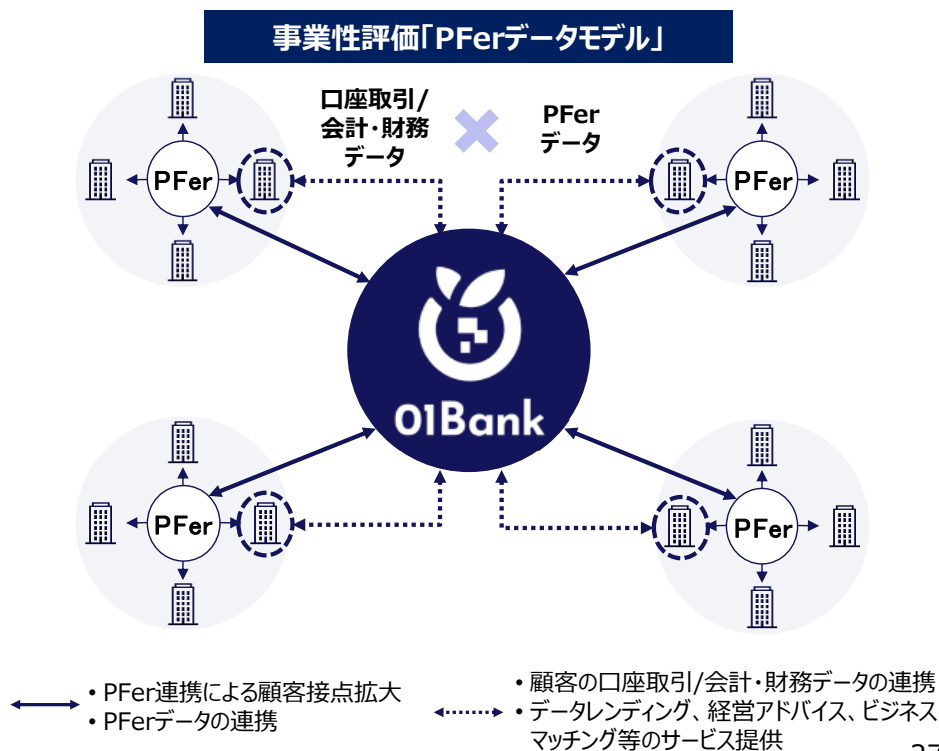 事業性評価「PFerデータモデル」
口座取引/
会計・財務
データ
PFer
データ
PFer
PFer
01Bank
PFer
PFer
• PFer連携による顧客接点拡大
• PFerデータの連携
• 顧客の口座取引/会計・財務データの連携
• データレンディング、経営アドバイス、ビジネス
マッチング等のサービス提供